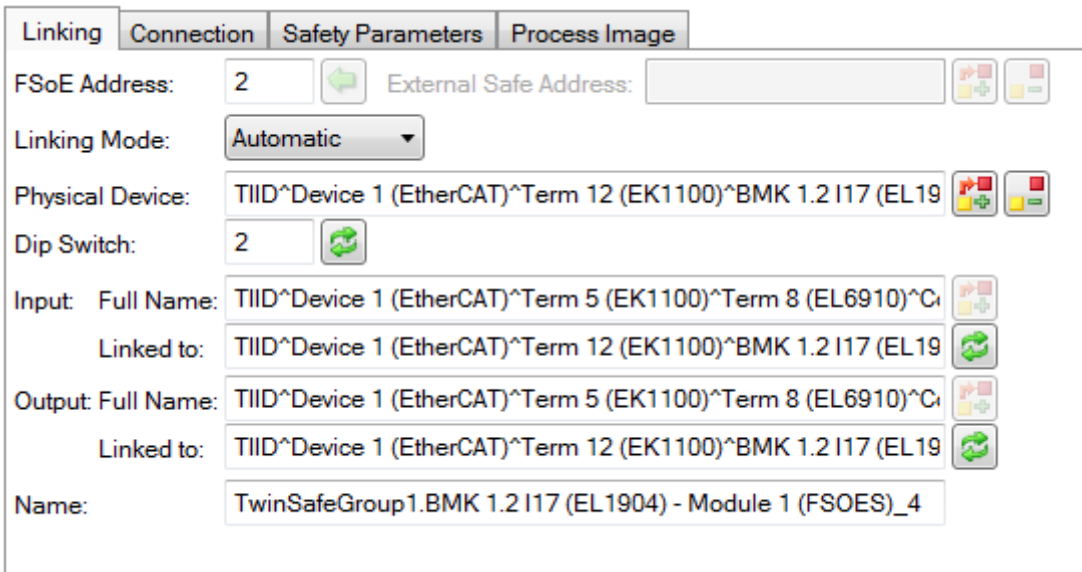 Linking Connection Safety Parameters Process Image
FSoE Address: 2 External Safe Address:
Linking Mode: Automatic
Physical Device: TIID^Device 1 (EtherCAT)^Term 12 (EK1100)^BMK 1.2 I17 (EL19
Dip Switch: 2
Input: Full Name: TIID^Device 1 (EtherCAT)^Term 5 (EK1100)^Term 8 (EL6910)^Co
Linked to: TIID^Device 1 (EtherCAT)^Term 12 (EK1100)^BMK 1.2 I17 (EL19
Output: Full Name: TIID^Device 1 (EtherCAT)^Term 5 (EK1100)^Term 8 (EL6910)^Co
Linked to: TIID^Device 1 (EtherCAT)^Term 12 (EK1100)^BMK 1.2 I17 (EL19
Name: TwinSafeGroup1.BMK 1.2 I17 (EL1904) - Module 1 (FSOES)_4